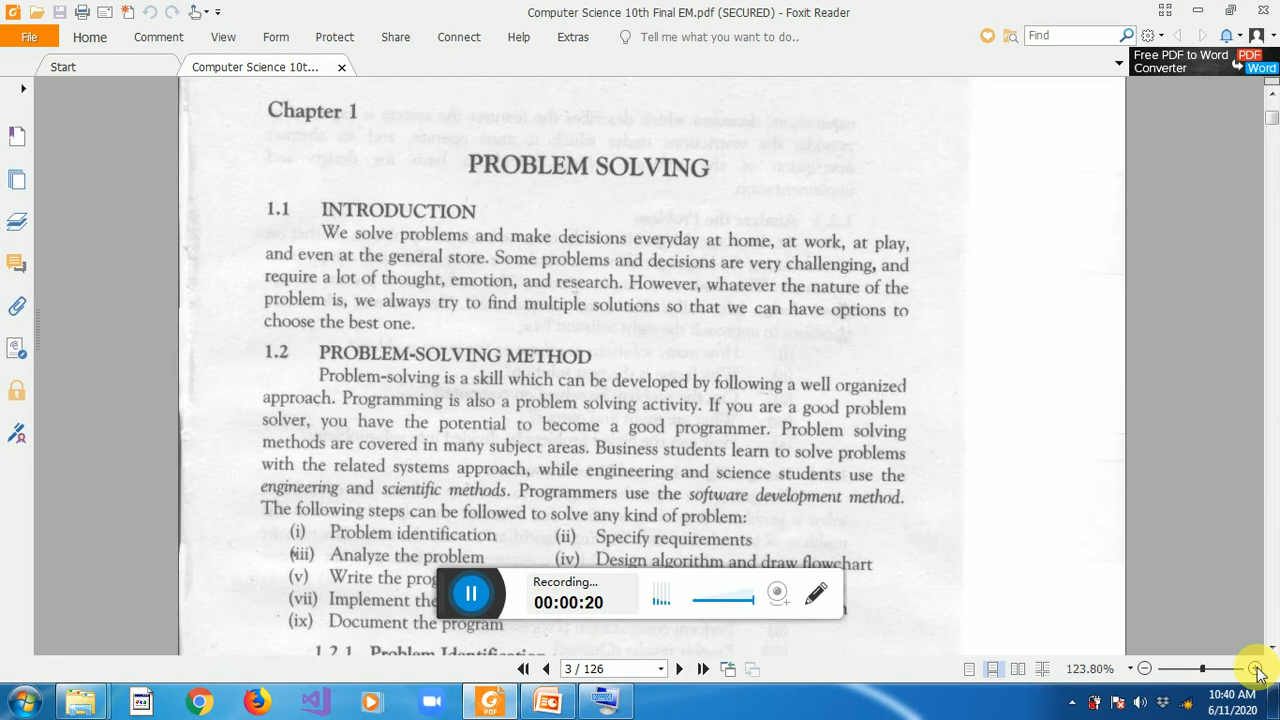 Computer Science 10th Final EM.pdf (SECURED) - Foxit Reader
File Home Comment View Form Protect Share Connect Help Extras Tell me what you want to do.. Find
Start Computer Science 10t...
Free PDF to Word
Converter
PDF
Word
Chapter 1
PROBLEM SOLVING
1.1 INTRODUCTION
We solve problems and make decisions everyday at home, at work, at play,
and even at the general store. Some problems and decisions are very challenging, and
require a lot of thought, emotion, and research. However, whatever the nature of the
problem is, we always try to find multiple solutions so that we can have options to
choose the best one.
1.2 PROBLEM-SOLVING METHOD
Problem-solving is a skill which can be developed by following a well organized
approach. Programming is also a problem solving activity. If you are a good problem
solver, you have the potential to become a good programmer. Problem solving
methods are covered in many subject areas. Business students learn to solve problems
with the related systems approach, while engineering and science students use the
engineering and scientific methods. Programmers use the software development method.
The following steps can be followed to solve any kind of problem:
(i) Problem identification (ii) Specify requirements
(iii) Analyze the problem (iv) Design algorithm and draw flowchart
(v) Write the
(vii) Implement the
(ix) Document the program
1.2.1 Problem Identification
Recording...
00:00:20
3 / 126
123.80%
PDF
10:40 AM
6/11/2020